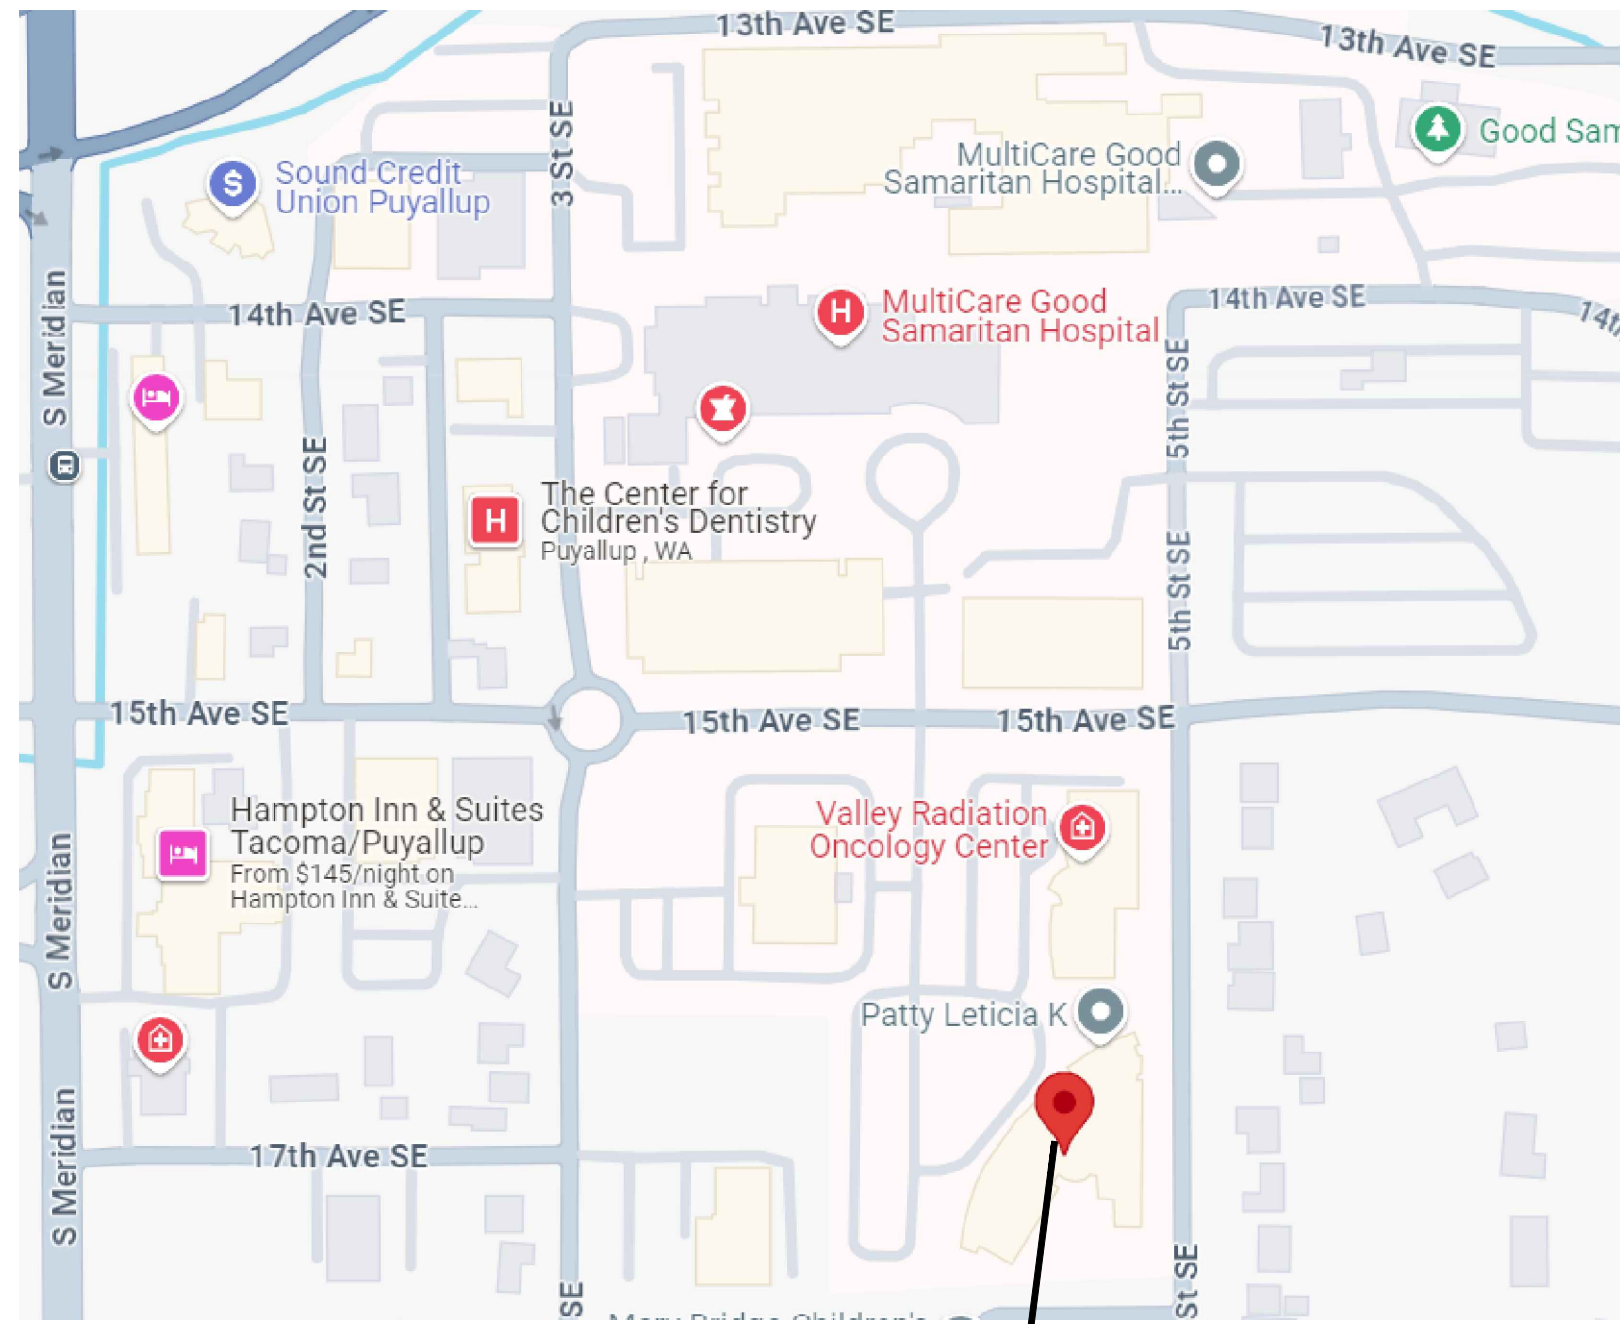 13th Ave SE
13th Ave SE
3 St SE
Good Sam
MultiCare Good
Samaritan Hospital...
Sound Credit
Union Puyallup
S Meridian
14th Ave SE
MultiCare Good
Samaritan Hospital
14th Ave SE
14th
5th St SE
2nd St SE
The Center for
Children's Dentistry
Puyallup , WA
5th St SE
15th Ave SE
15th Ave SE
15th Ave SE
Hampton Inn & Suites
Tacoma/Puyallup
From $145/night on
Hampton Inn & Suite...
Valley Radiation
Oncology Center
S Meridian
Patty Leticia K
S Meridian
17th Ave SE
SE
St SE
Mary Bridge Children's